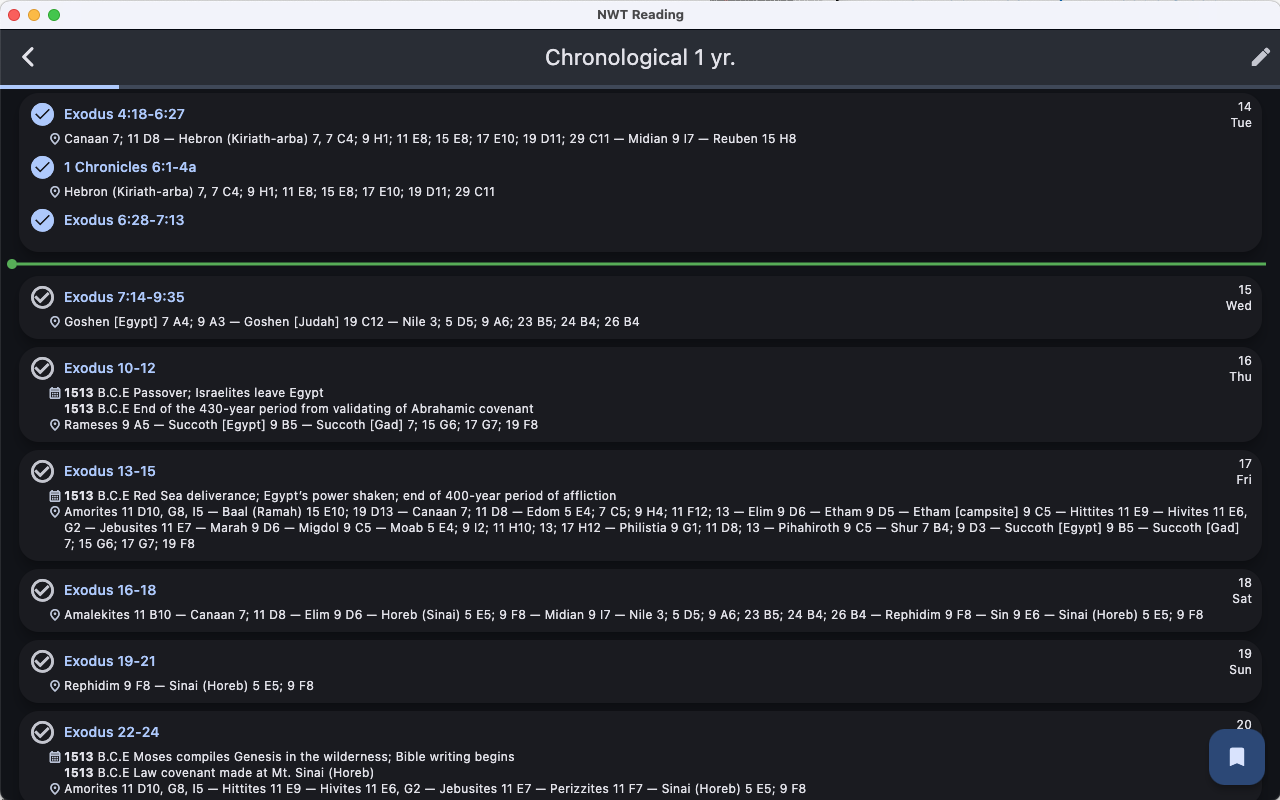 NWT Reading
Chronological 1 yr.
Exodus 4:18-6:27
14
Tue
Canaan 7; 11 D8 — Hebron (Kiriath-arba) 7, 7 C4; 9 H1; 11 E8; 15 E8; 17 E10; 19 D11; 29 C11 — Midian 9 I7 — Reuben 15 H8
1 Chronicles 6:1-4a
Hebron (Kiriath-arba) 7, 7 C4; 9 H1; 11 E8; 15 E8; 17 E10; 19 D11; 29 C11
Exodus 6:28-7:13
Exodus 7:14-9:35
15
Wed
Goshen [Egypt] 7 A4; 9 A3 — Goshen [Judah] 19 C12 — Nile 3; 5 D5; 9 A6; 23 B5; 24 B4; 26 B4
Exodus 10-12
16
Thu
1513 B.C.E Passover; Israelites leave Egypt
1513 B.C.E End of the 430-year period from validating of Abrahamic covenant
Rameses 9 A5 — Succoth [Egypt] 9 B5 — Succoth [Gad] 7; 15 G6; 17 G7; 19 F8
Exodus 13-15
17
Fri
1513 B.C.E Red Sea deliverance; Egypt's power shaken; end of 400-year period of affliction
Amorites 11 D10, G8, I5 — Baal (Ramah) 15 E10; 19 D13 — Canaan 7; 11 D8 — Edom 5 E4; 7 C5; 9 H4; 11 F12; 13 — Elim 9 D6 — Etham 9 D5 — Etham [campsite] 9 C5 — Hittites 11 E9 — Hivites 11 E6,
G2 — Jebusites 11 E7 — Marah 9 D6 — Migdol 9 C5 — Moab 5 E4; 9 I2; 11 H10; 13; 17 H12 — Philistia 9 G1; 11 D8; 13 — Pihahiroth 9 C5 — Shur 7 B4; 9 D3 — Succoth [Egypt] 9 B5 — Succoth [Gad]
7; 15 G6; 17 G7; 19 F8
Exodus 16-18
18
Sat
Amalekites 11 B10 — Canaan 7; 11 D8 — Elim 9 D6 — Horeb (Sinai) 5 E5; 9 F8 — Midian 9 I7 — Nile 3; 5 D5; 9 A6; 23 B5; 24 B4; 26 B4 — Rephidim 9 F8 — Sin 9 E6 — Sinai (Horeb) 5 E5; 9 F8
Exodus 19-21
19
Sun
Rephidim 9 F8 — Sinai (Horeb) 5 E5; 9 F8
Exodus 22-24
20
1513 B.C.E Moses compiles Genesis in the wilderness; Bible writing begins
1513 B.C.E Law covenant made at Mt. Sinai (Horeb)
Amorites 11 D10, G8, I5 — Hittites 11 E9 — Hivites 11 E6, G2 — Jebusites 11 E7 — Perizzites 11 F7 — Sinai (Horeb) 5 E5; 9 F8